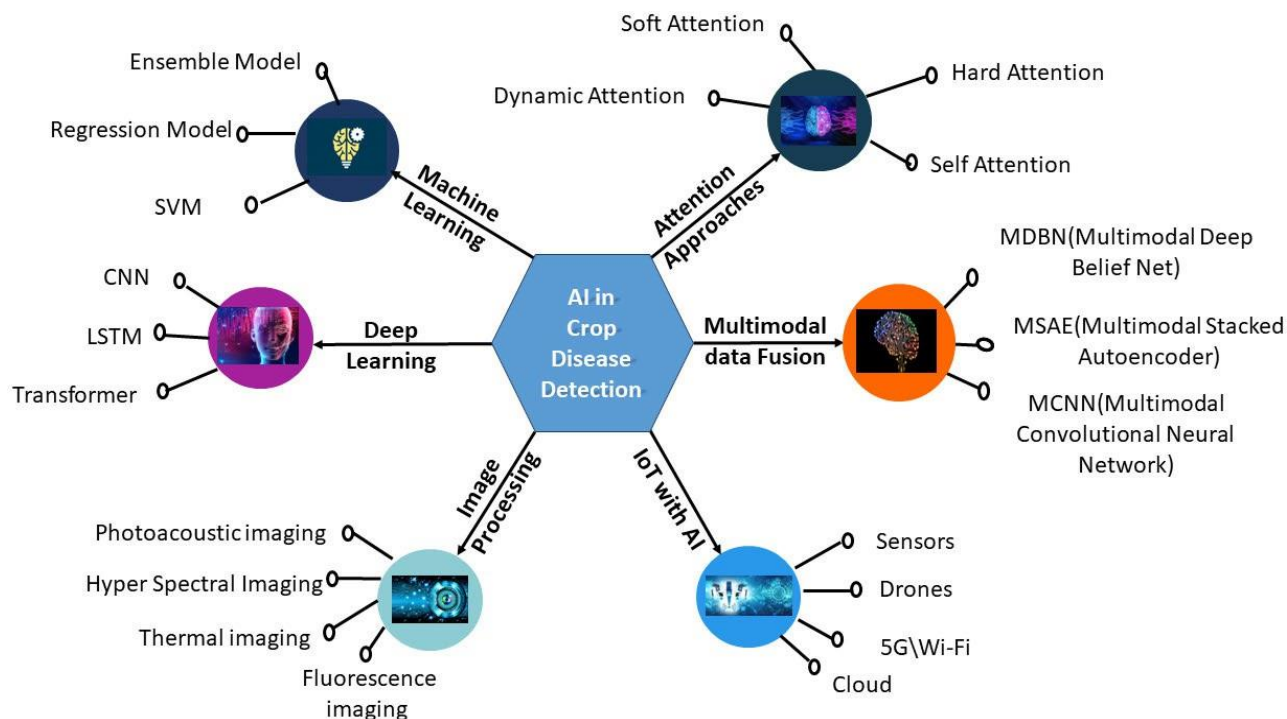 Ensemble Model
Regression Model
SVM
Machine
Learning
Soft Attention
Dynamic Attention
Hard Attention
Self Attention
Attention
Approaches
CNN
LSTM
Transformer
Deep
Learning
AI in
Crop
Disease
Detection
Multimodal
data Fusion
MDBN(Multimodal Deep
Belief Net)
MSAE(Multimodal Stacked
Autoencoder)
MCNN(Multimodal
Convolutional Neural
Network)
Image
Processing
Photoacoustic imaging
Hyper Spectral Imaging
Thermal imaging
Fluorescence
imaging
IoT with AI
Sensors
Drones
5G\Wi-Fi
Cloud